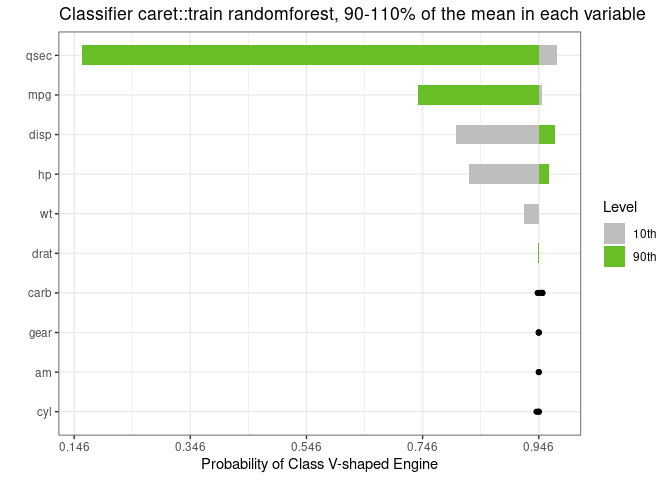 Classifier caret::train randomforest, 90-110% of the mean in each variable
qsec
mpg
disp
hp
wt
drat
carb
gear
am
cyl
0.146 0.346 0.546 0.746 0.946
Probability of Class V-shaped Engine
Level
10th
90th